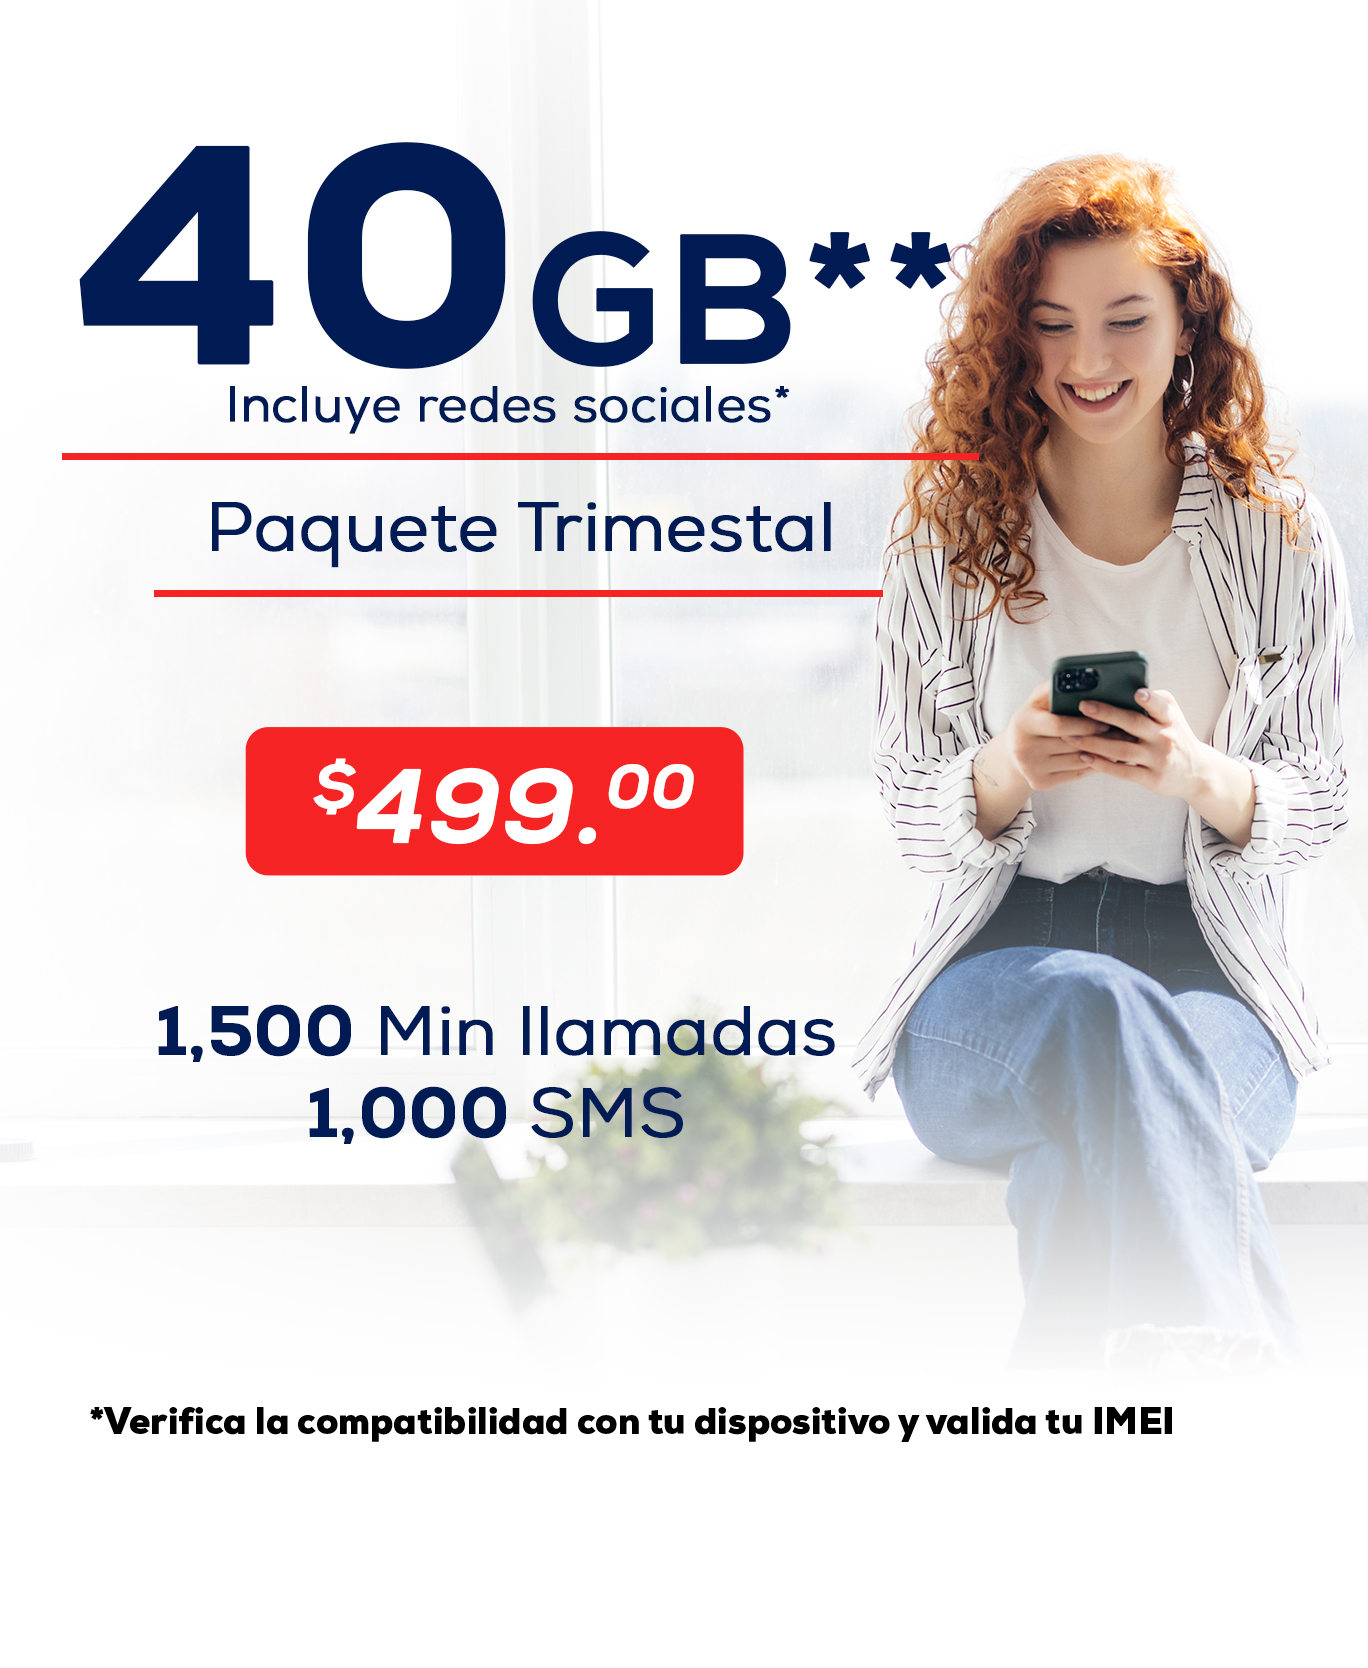 40GB**
Incluye redes sociales*
Paquete Trimestal
$499.00
1,500 Min llamadas
1,000 SMS
*Verifica la compatibilidad con tu dispositivo y valida tu IMEI